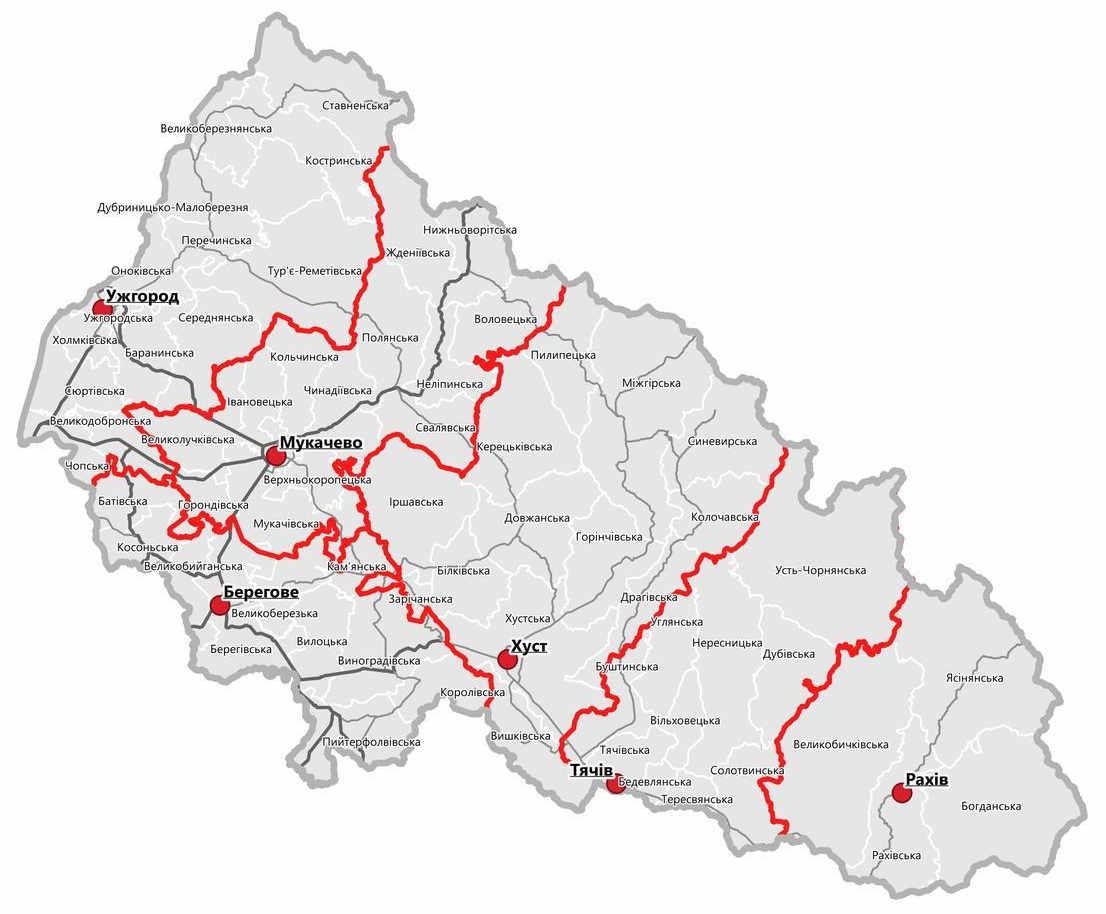 Ставненська
Великоберезнянська
Костринська
Дубриницько-Малоберезня
Нижньоворітська
Перечинська
Жденіївська
Оноківська
Тур'є-Реметівська
Ужгород
Ужгородська
Середнянська
Воловецька
Холмківська
Полянська
Баранинська
Кольчинська
Пилипецька
Неліпинська
Міжгірська
Сюртівська
Чинадіївська
Івановецька
Великодобронська
Свалявська
Великолучківська
Мукачево
Синевирська
Керецьківська
Чопська
Верхньокоропецька
Батівська
Горондівська
Іршавська
Мукачівська
Довжанська
Колочавська
Горінчівська
Косоньська
Великобийганська
Кам'янська
Білківська
Усть-Чорнянська
Берегове
Зарічанська
Драгівська
Великоберезька
Хустська
Углянська
Вилоцька
Нересницька
Берегівська
Хуст
Дубівська
Виноградівська
Буштинська
Ясінянська
Королівська
Вільховецька
Вишківська
Пийтерфолвівська
Великобичківська
Тячівська
Тячів
Солотвинська
Бедевлянська
Рахів
Тересвянська
Богданська
Рахівська